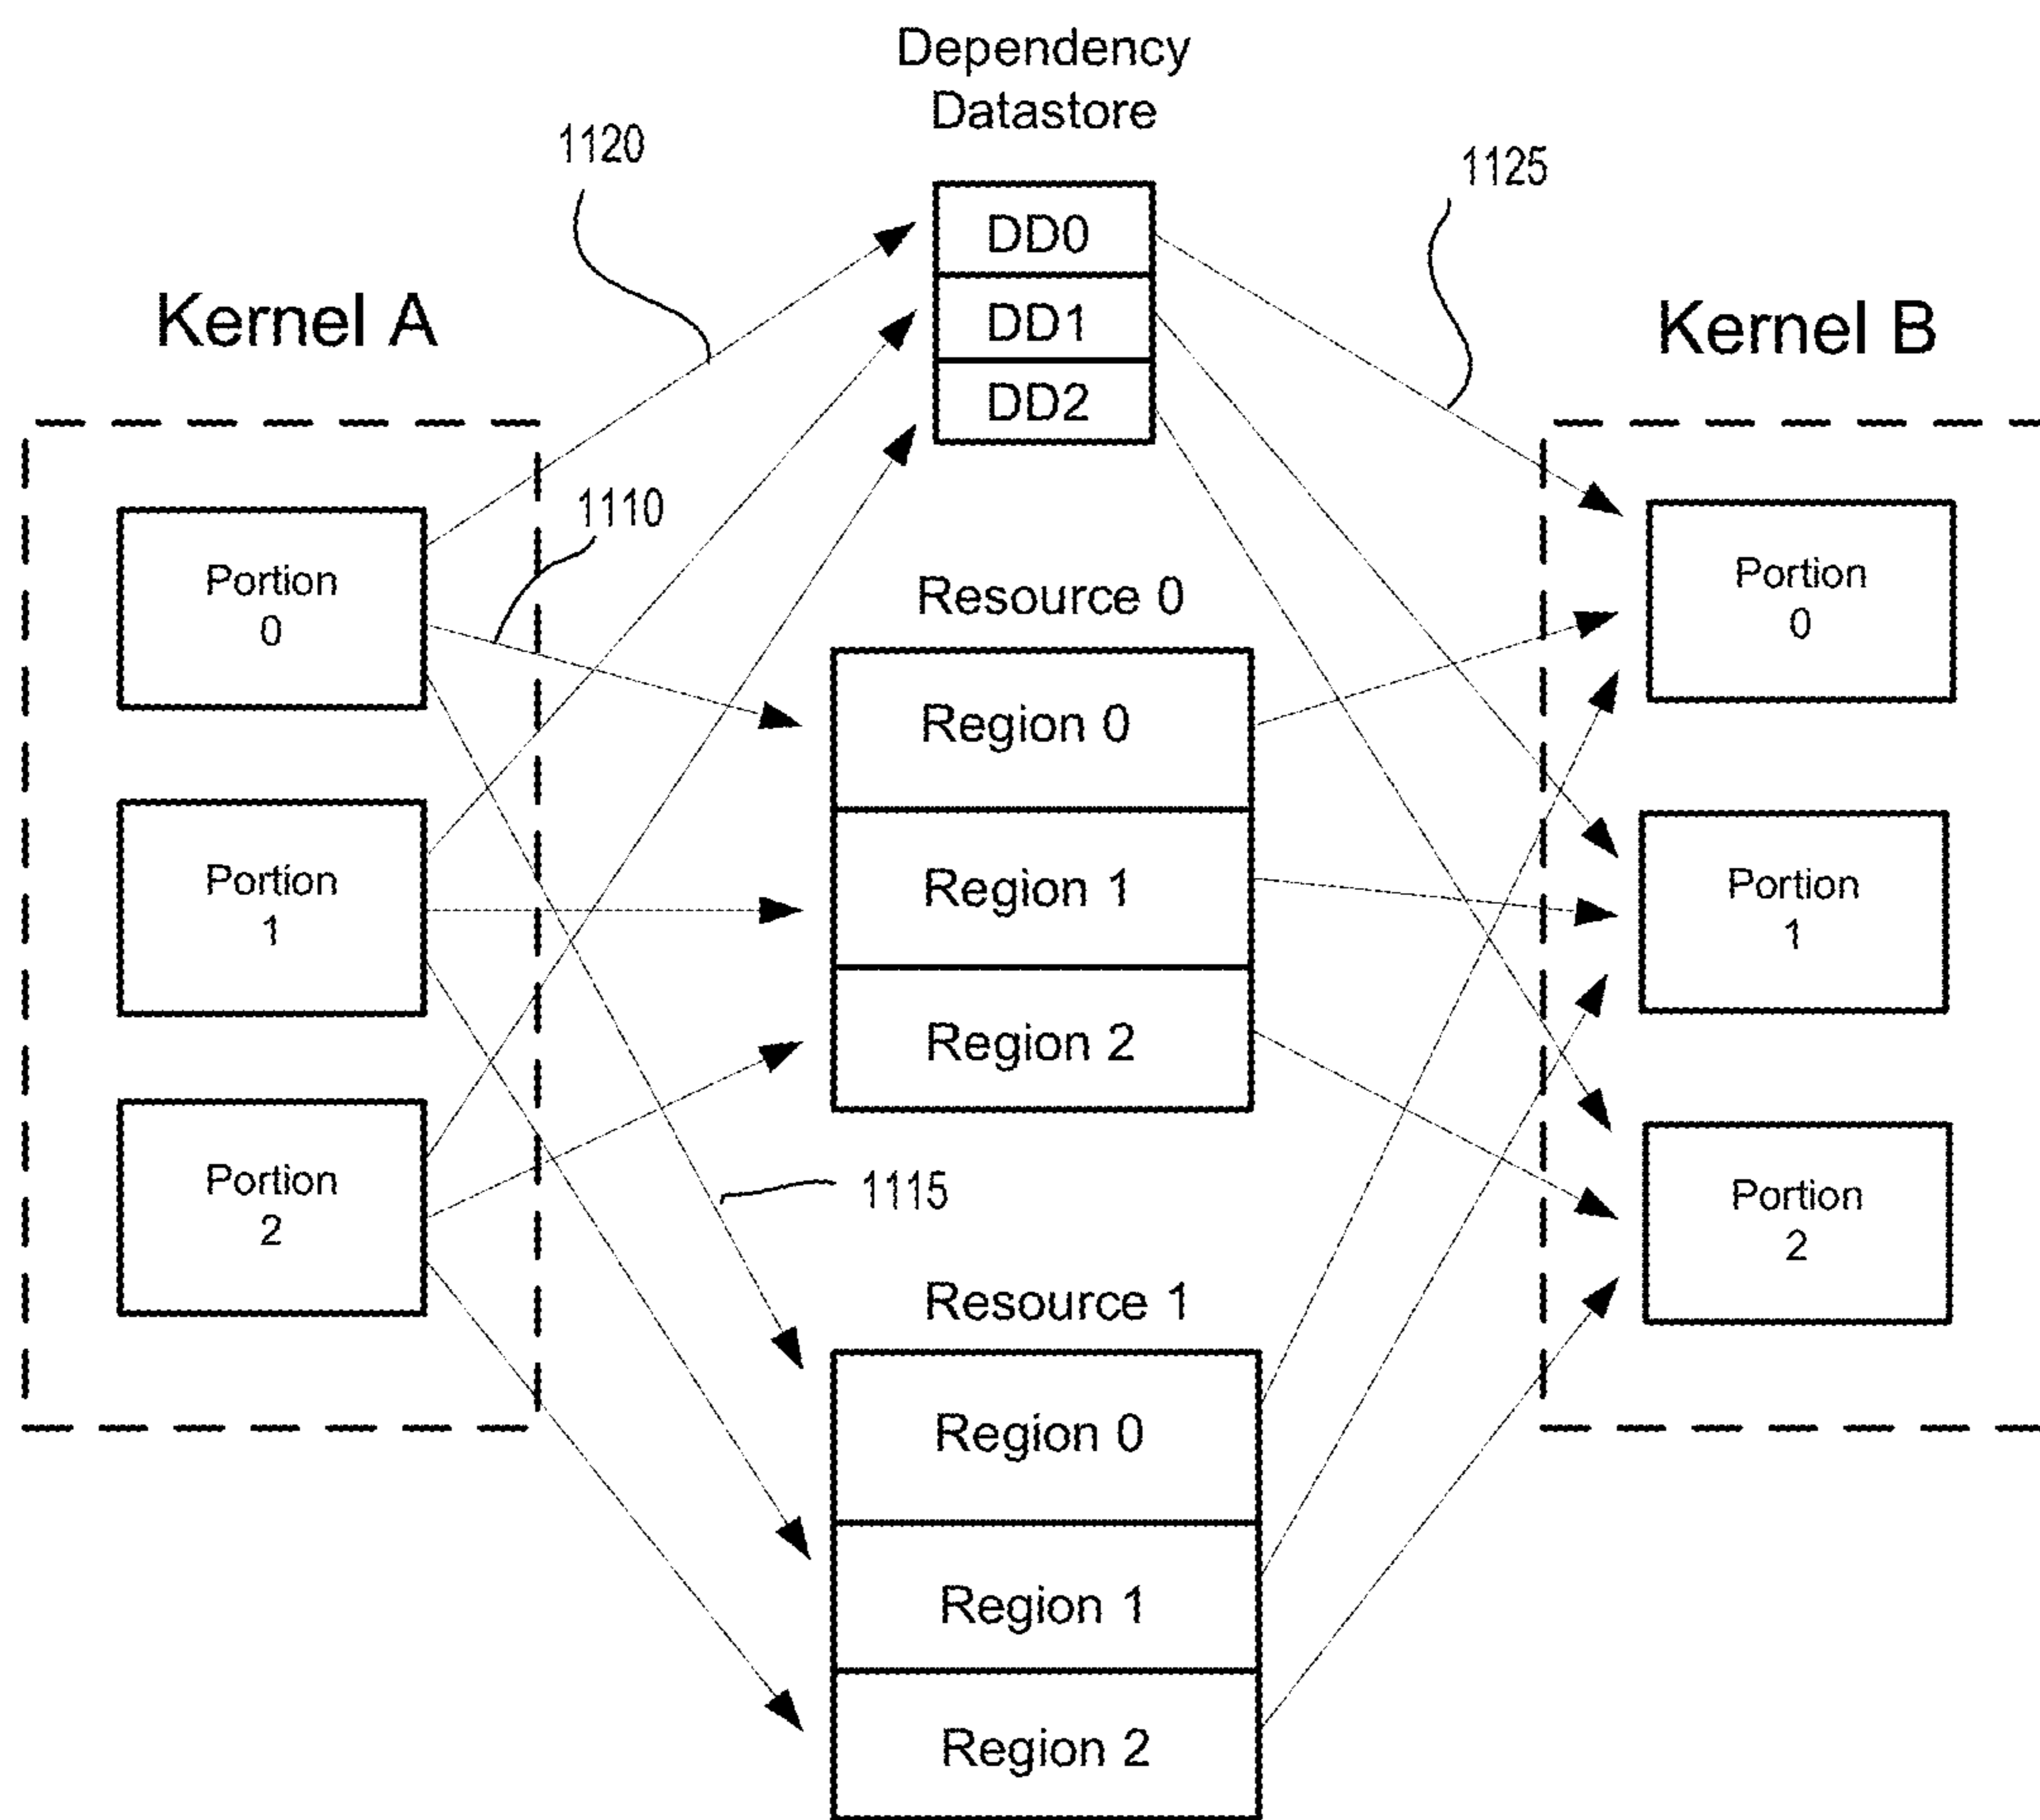 Dependency
Datastore
1120
1125
DD0
DD1
DD2
Kernel A
Kernel B
1110
Portion
0
Portion
1
Portion
2
Resource 0
Region 0
Region 1
Region 2
1115
Resource 1
Region 0
Region 1
Region 2
Portion
0
Portion
1
Portion
2